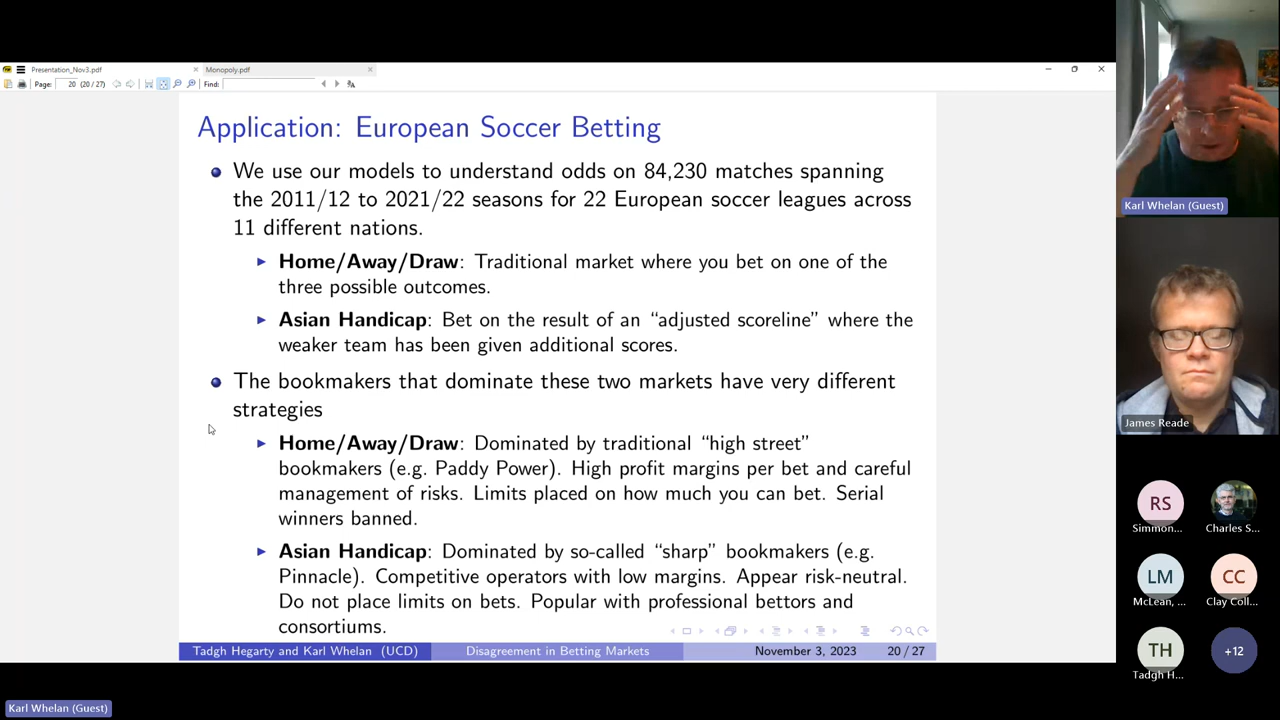 Presentation_Nov3.pdf
Monopoly.pdf
Page: 20 (20 / 27)
Find:
Application: European Soccer Betting
We use our models to understand odds on 84,230 matches spanning
the 2011/12 to 2021/22 seasons for 22 European soccer leagues across
11 different nations.
Home/Away/Draw: Traditional market where you bet on one of the
three possible outcomes.
Asian Handicap: Bet on the result of an “adjusted scoreline” where the
weaker team has been given additional scores.
The bookmakers that dominate these two markets have very different
strategies
Home/Away/Draw: Dominated by traditional “high street”
bookmakers (e.g. Paddy Power). High profit margins per bet and careful
management of risks. Limits placed on how much you can bet. Serial
winners banned.
Asian Handicap: Dominated by so-called “sharp” bookmakers (e.g.
Pinnacle). Competitive operators with low margins. Appear risk-neutral.
Do not place limits on bets. Popular with professional bettors and
consortiums.
Tadgh Hegarty and Karl Whelan (UCD)
Disagreement in Betting Markets
November 3, 2023
20 / 27
Karl Whelan (Guest)
James Reade
RS
Simmon...
Charles S...
LM
McLean, ...
CC
Clay Coll...
TH
Tadgh H...
+12
Karl Whelan (Guest)